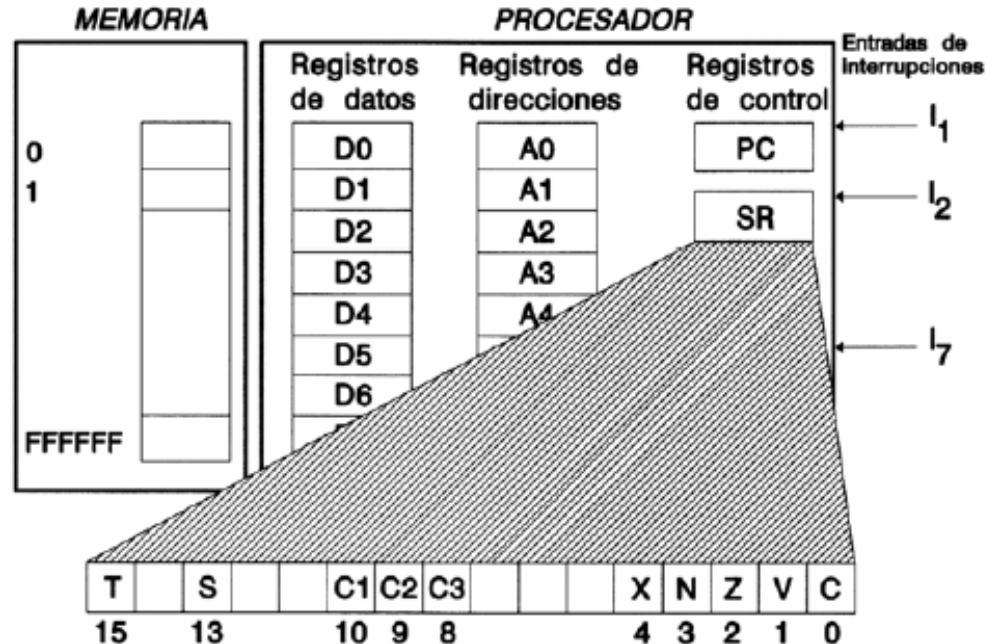 MEMORIA
PROCESADOR
Entradas de
Interrupciones
Registros
de datos
Registros de
direcciones
Registros
de control
0
1
FFFFFF
D0
D1
D2
D3
D4
D5
D6
A0
A1
A2
A3
A4
PC
SR
I1
I2
I7
T S C1 C2 C3 X N Z V C
15 13 10 9 8 4 3 2 1 0